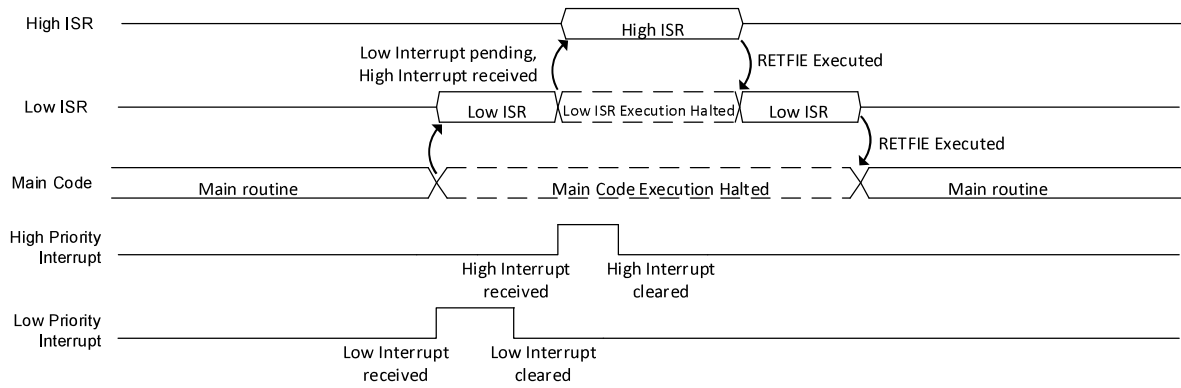 High ISR
High ISR
Low Interrupt pending,
High Interrupt received
RETFIE Executed
Low ISR
Low ISR
Low ISR Execution Halted
Low ISR
RETFIE Executed
Main Code
Main routine
Main Code Execution Halted
Main routine
High Priority
Interrupt
High Interrupt
received
High Interrupt
cleared
Low Priority
Interrupt
Low Interrupt
received
Low Interrupt
cleared